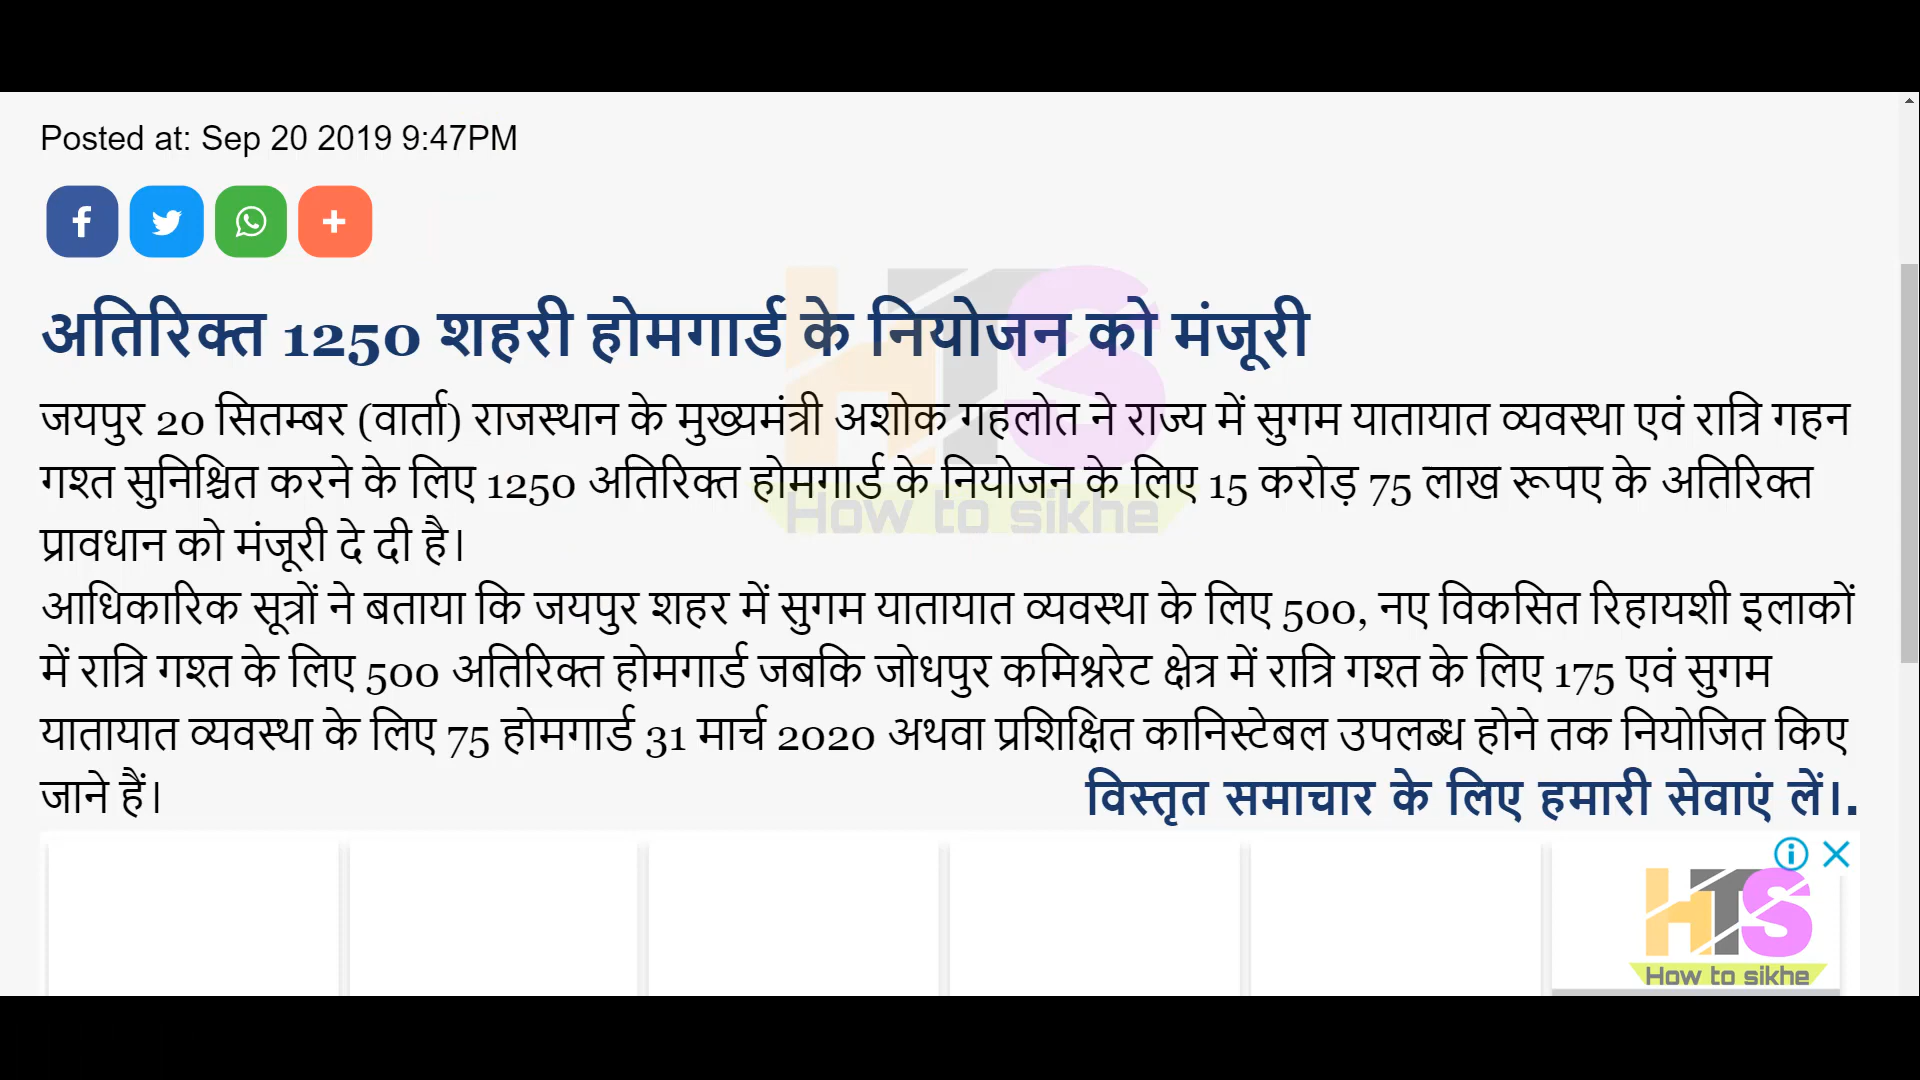 Posted at: Sep 20 2019 9:47PM
अतिरिक्त 1250 शहरी होमगार्ड के नियोजन को मंजूरी
जयपुर 20 सितम्बर (वार्ता) राजस्थान के मुख्यमंत्री अशोक गहलोत ने राज्य में सुगम यातायात व्यवस्था एवं रात्रि गहन
गश्त सुनिश्चित करने के लिए 1250 अतिरिक्त होमगार्ड के नियोजन के लिए 15 करोड़ 75 लाख रूपए के अतिरिक्त
प्रावधान को मंजूरी दे दी है।
HTS
How to sikhe
आधिकारिक सूत्रों ने बताया कि जयपुर शहर में सुगम यातायात व्यवस्था के लिए 500, नए विकसित रिहायशी इलाकों
में रात्रि गश्त के लिए 500 अतिरिक्त होमगार्ड जबकि जोधपुर कमिश्नरेट क्षेत्र में रात्रि गश्त के लिए 175 एवं सुगम
यातायात व्यवस्था के लिए 75 होमगार्ड 31 मार्च 2020 अथवा प्रशिक्षित कानिस्टेबल उपलब्ध होने तक नियोजित किए
जाने हैं।
विस्तृत समाचार के लिए हमारी सेवाएं लें।.
HTS
How to sikhe